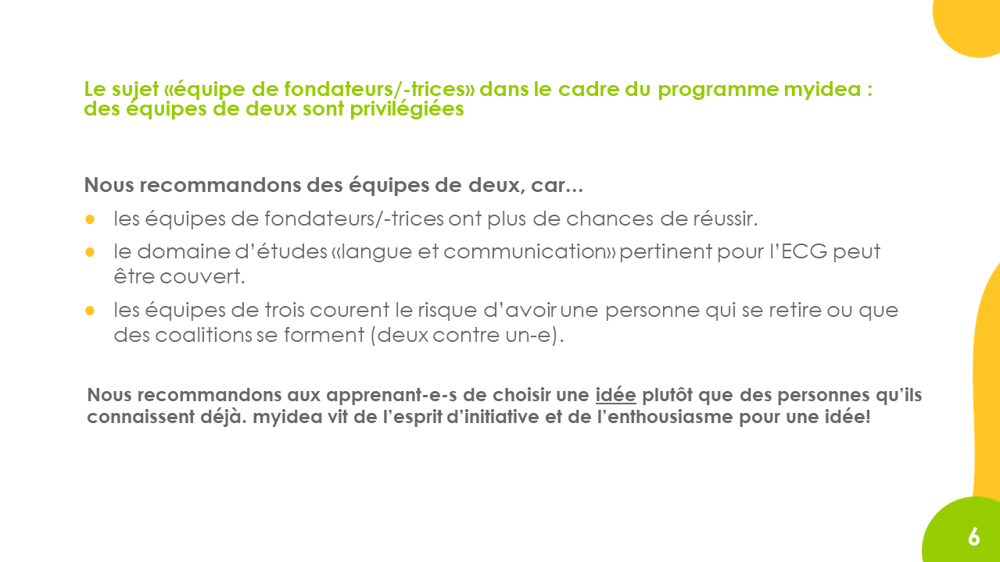 Le sujet «équipe de fondateurs/-trices» dans le cadre du programme myidea :
des équipes de deux sont privilégiées
Nous recommandons des équipes de deux, car...
● les équipes de fondateurs/-trices ont plus de chances de réussir.
● le domaine d’études «langue et communication» pertinent pour l’ECG peut
être couvert.
● les équipes de trois courent le risque d’avoir une personne qui se retire ou que
des coalitions se forment (deux contre un-e).
Nous recommandons aux apprenant-e-s de choisir une idée plutôt que des personnes qu’ils
connaissent déjà. myidea vit de l’esprit d’initiative et de l’enthousiasme pour une idée!
6